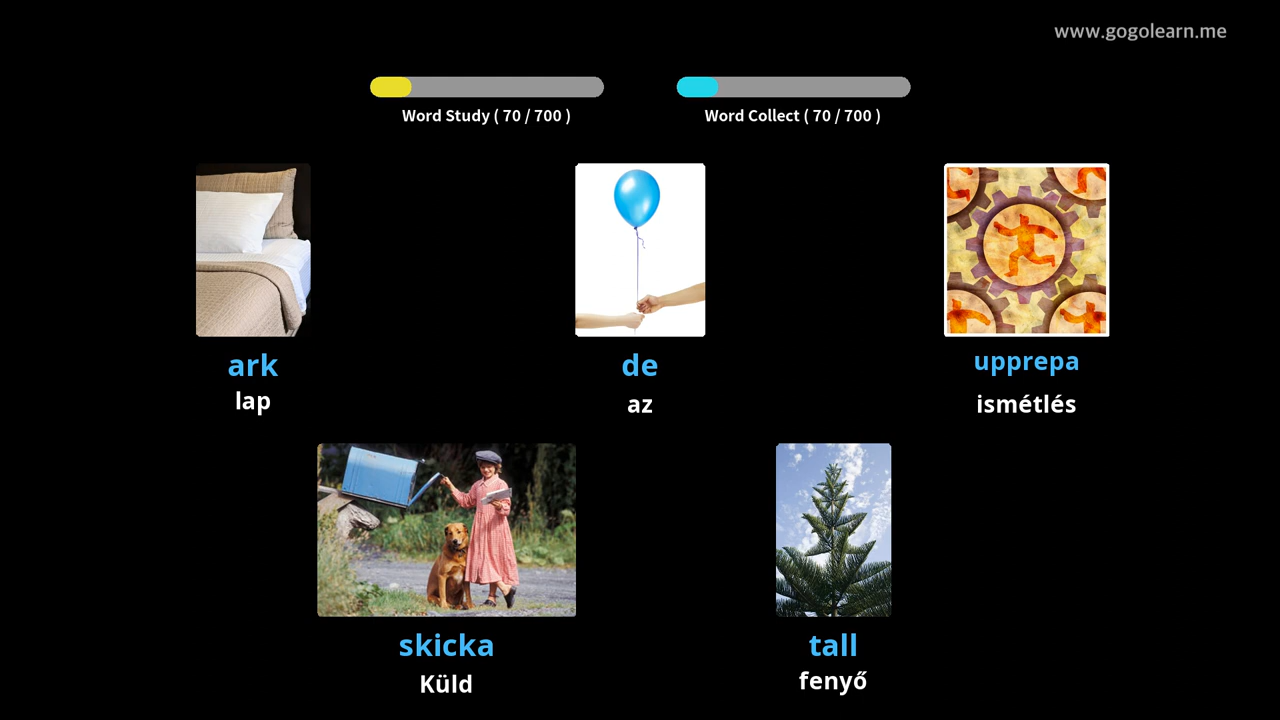 www.gogolearn.me
Word Study ( 70 / 700 )
Word Collect ( 70 / 700 )
ark
lap
de
az
upprepa
ismétlés
skicka
Küld
tall
fenyő